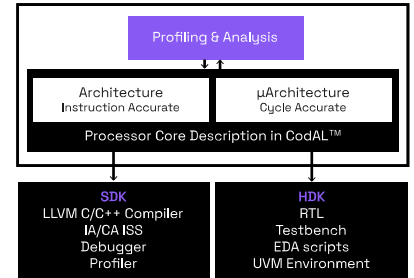 Profiling & Analysis
Architecture
Instruction Accurate
µArchitecture
Cycle Accurate
Processor Core Description in CodAL™
SDK
LLVM C/C++ Compiler
IA/CA ISS
Debugger
Profiler
HDK
RTL
Testbench
EDA scripts
UVM Environment